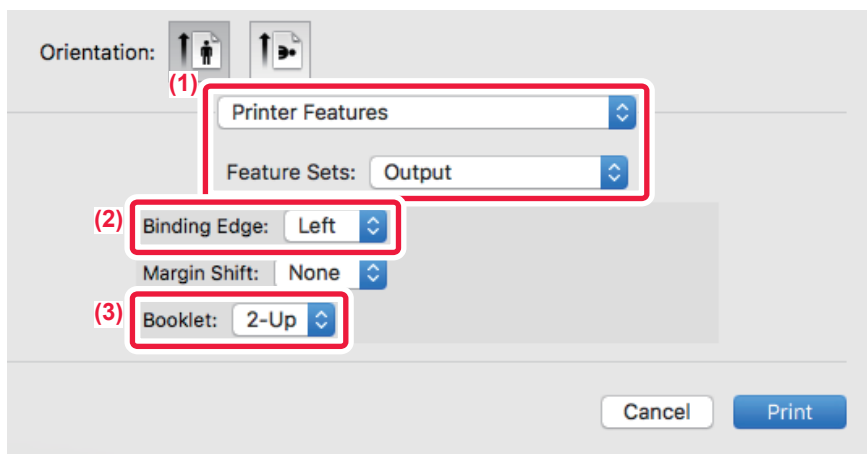 Orientation:
(1)
Printer Features
Feature Sets: Output
(2) Binding Edge: Left
Margin Shift: None
(3) Booklet: 2-Up
Cancel Print